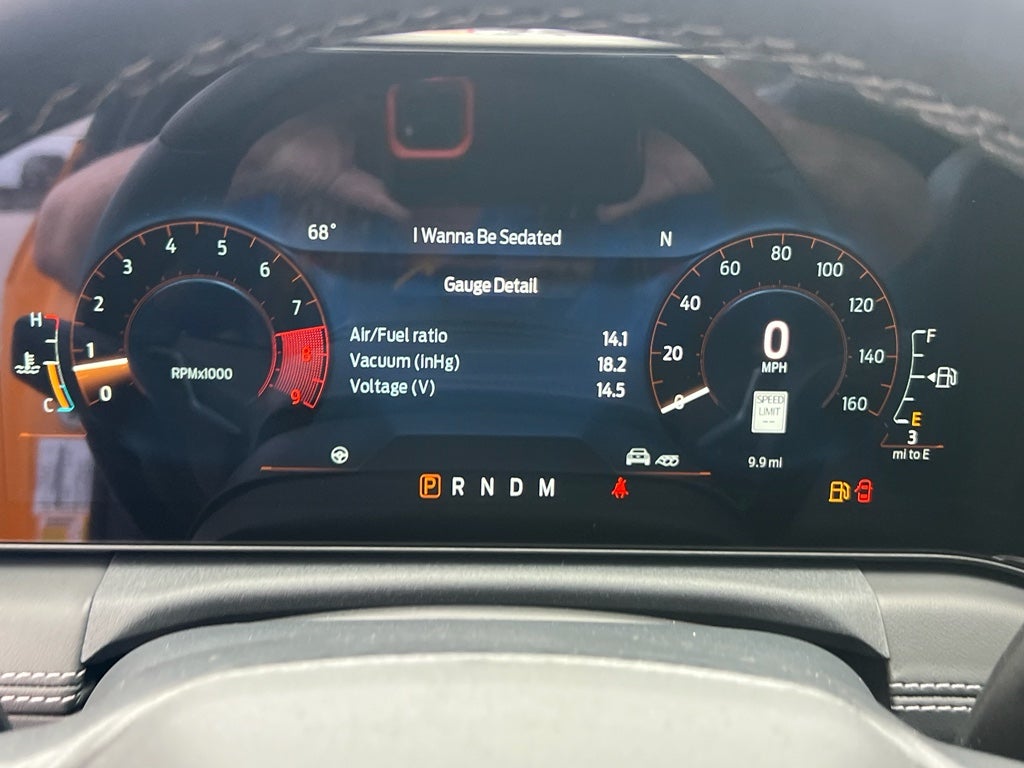 68° I Wanna Be Sedated N
Gauge Detail
Air/Fuel ratio 14.1
Vacuum (inHg) 18.2
Voltage (V) 14.5
H
C
0 1 2 3 4 5 6 7 8 9
RPMx1000
0 20 40 60 80 100 120 140 160
0
MPH
SPEED
LIMIT
--
9.9 mi
F
E
3
mi to E
P R N D M